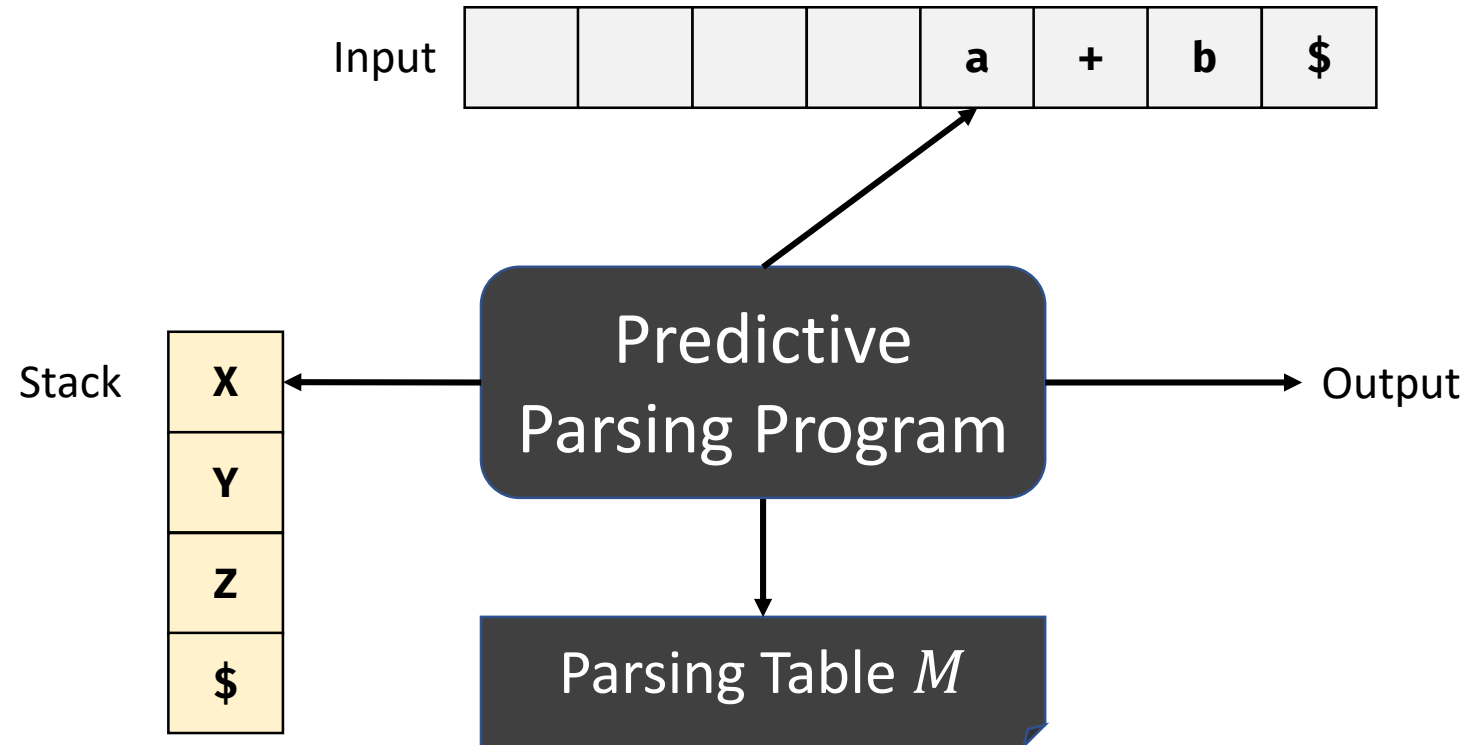 Input a + b $
Predictive
Parsing Program
Stack
X
Y
Z
$
Output
Parsing Table M